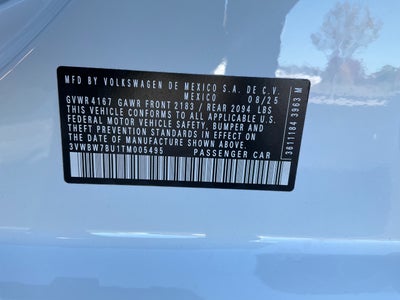 MFD BY VOLKSWAGEN DE MEXICO S.A. DE C.V.
MEXICO 08/25
GVWR 4167 GAWR FRONT 2183 / REAR 2094 LBS
THIS VEHICLE CONFORMS TO ALL APPLICABLE U.S.
FEDERAL MOTOR VEHICLE SAFETY, BUMPER AND
THEFT PREVENTION STANDARDS IN EFFECT ON
THE DATE OF MANUFACTURE SHOWN ABOVE.
3VWBW7BU1TM005495 PASSENGER CAR
3611184 3963 M